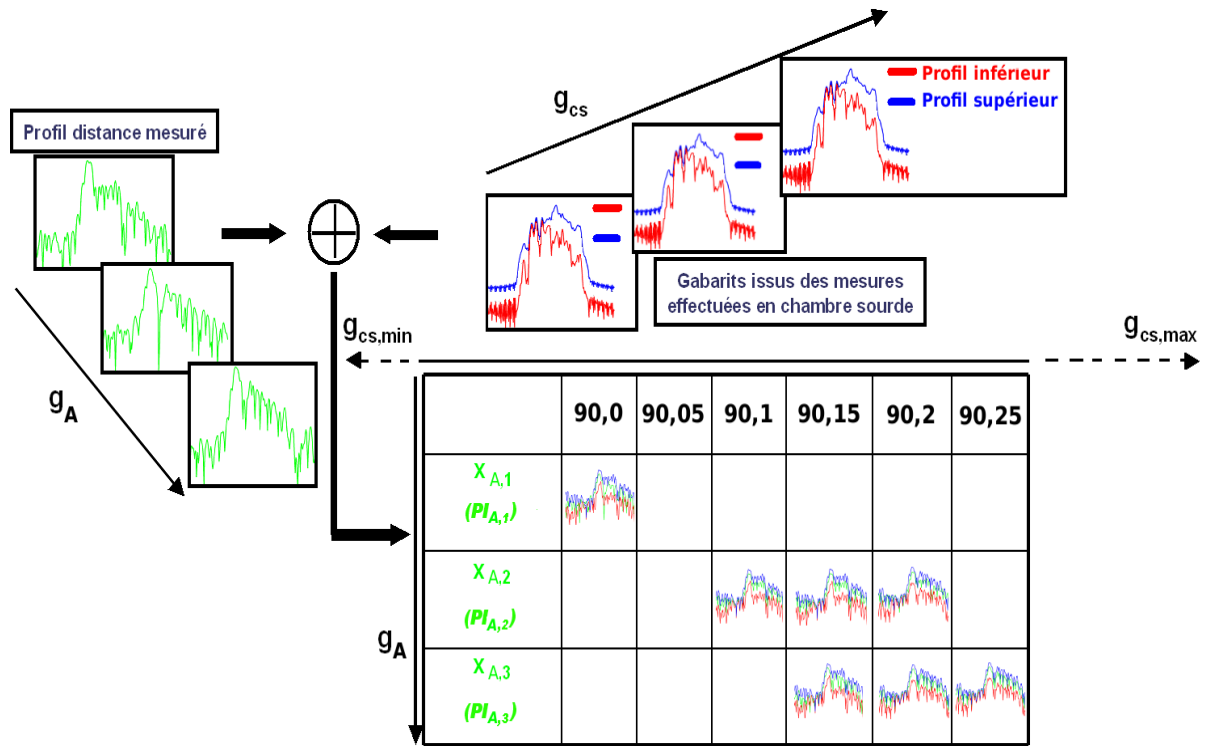 Profil distance mesuré
g_A
g_cs
Profil inférieur
Profil supérieur
Gabarits issus des mesures
effectuées en chambre sourde
g_cs,min
g_cs,max
90,0 90,05 90,1 90,15 90,2 90,25
g_A
X_A,1
(PI_A,1)
X_A,2
(PI_A,2)
X_A,3
(PI_A,3)